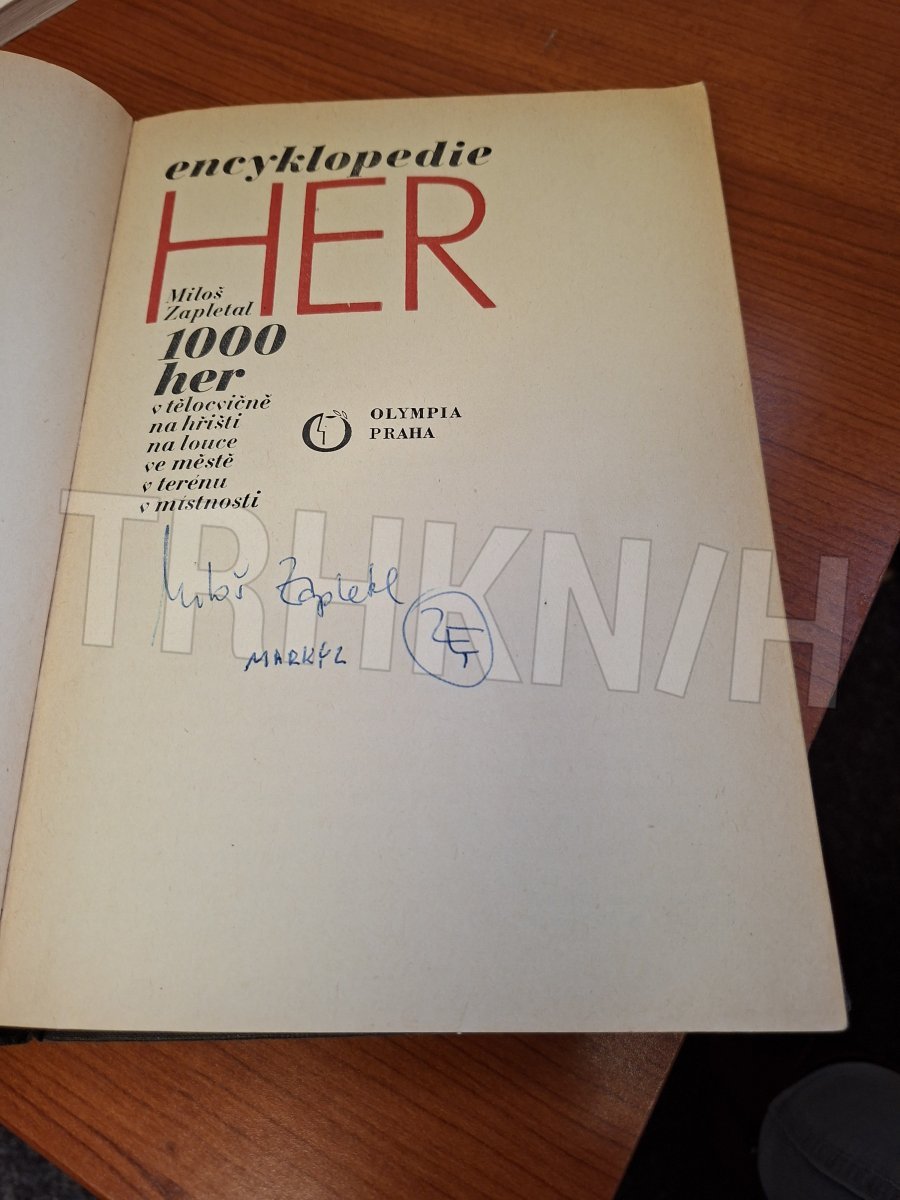 encyklopedie
HER
Miloš
Zapletal
1000
her
v tělocvičně
na hřišti
na louce
ve městě
v terénu
v místnosti
OLYMPIA
PRAHA
TRHKNIH
Miloš Zapletal
MARKÝZ